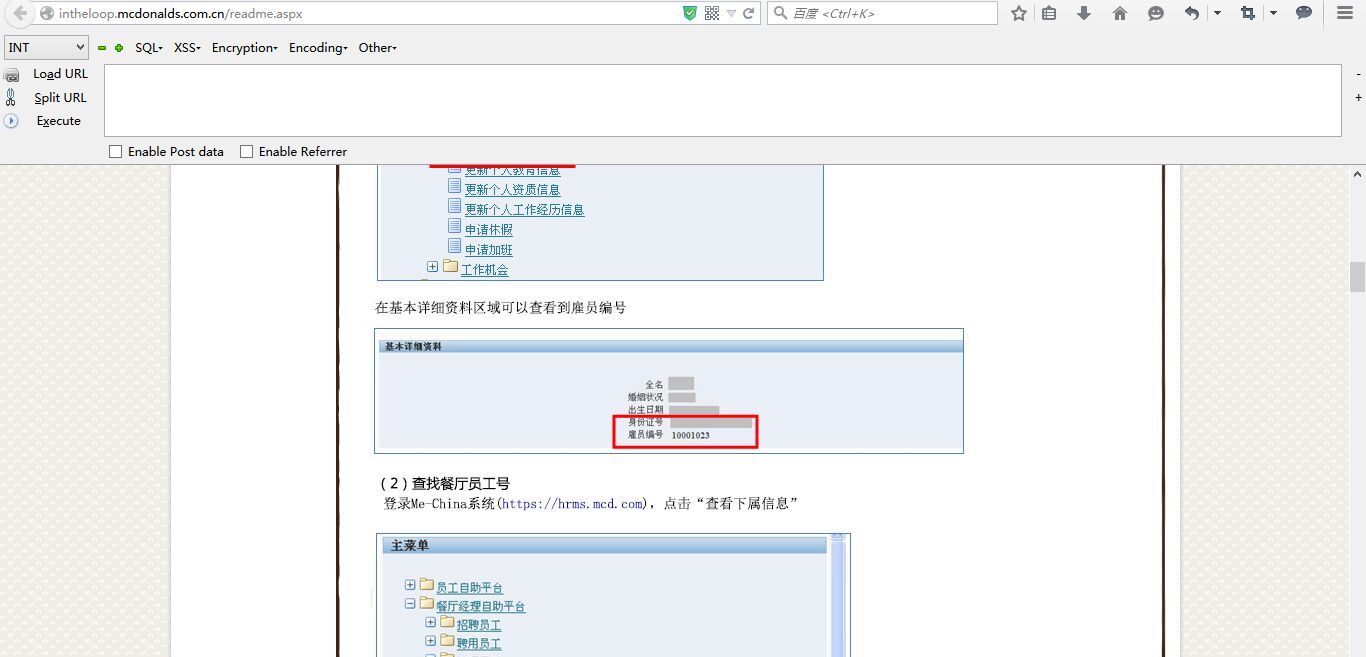 intheloop.mcdonalds.com.cn/readme.aspx
百度 <Ctrl+K>
INT
SQL
XSS
Encryption
Encoding
Other
Load URL
Split URL
Execute
-
+
Enable Post data
Enable Referrer
更新个人教育信息
更新个人资质信息
更新个人工作经历信息
申请休假
申请加班
工作机会
在基本详细资料区域可以查看到雇员编号
基本详细资料
全名
婚姻状况
出生日期
身份证号
雇员编号 10001023
（2）查找餐厅员工号
登录Me-China系统(https://hrms.mcd.com)，点击“查看下属信息”
主菜单
员工自助平台
餐厅经理自助平台
招聘员工
聘用员工